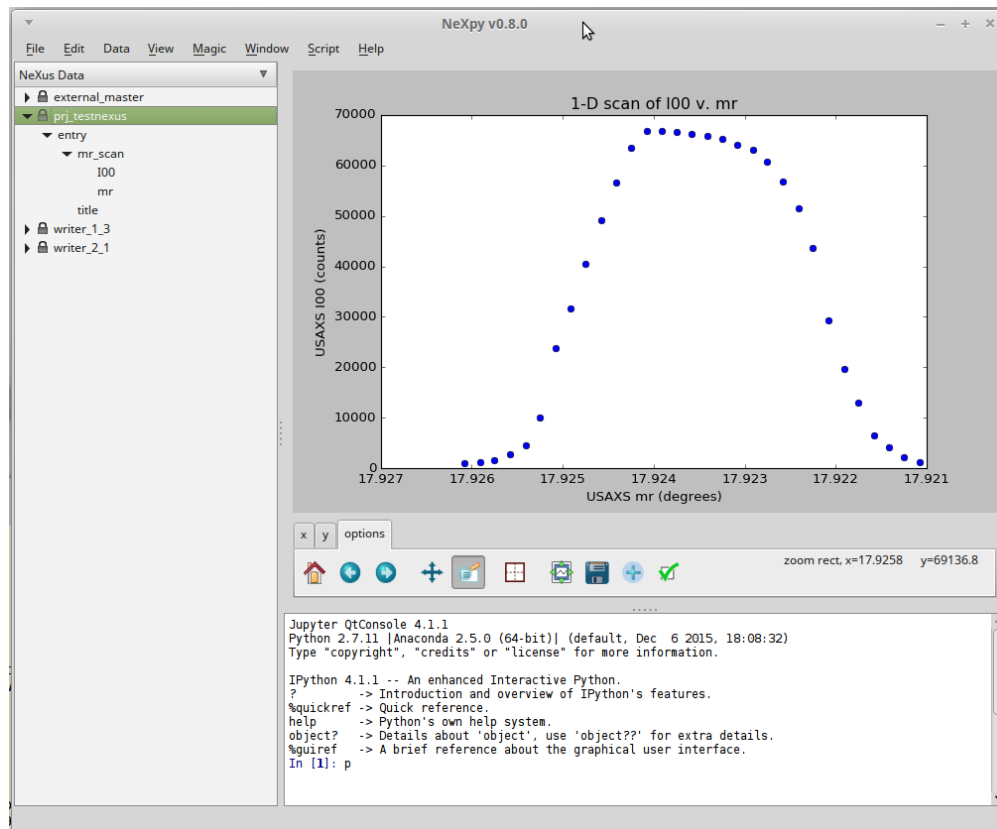 NeXpy v0.8.0
File Edit Data View Magic Window Script Help
NeXus Data
external_master
prj_testnexus
entry
mr_scan
I00
mr
title
writer_1_3
writer_2_1
1-D scan of I00 v. mr
70000
60000
50000
40000
30000
20000
10000
0
USAXS I00 (counts)
17.927 17.926 17.925 17.924 17.923 17.922 17.921
USAXS mr (degrees)
x y options
zoom rect, x=17.9258 y=69136.8
Jupyter QtConsole 4.1.1
Python 2.7.11 |Anaconda 2.5.0 (64-bit)| (default, Dec  6 2015, 18:08:32)
Type "copyright", "credits" or "license" for more information.
IPython 4.1.1 -- An enhanced Interactive Python.
?         -> Introduction and overview of IPython's features.
%quickref -> Quick reference.
help      -> Python's own help system.
object?   -> Details about 'object', use 'object??' for extra details.
%guiref   -> A brief reference about the graphical user interface.
In [1]: p